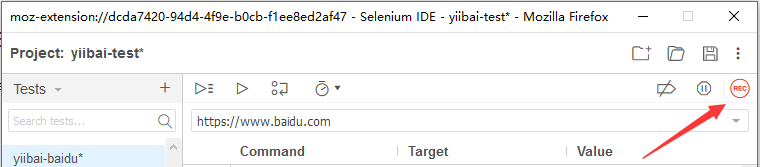 moz-extension://dcda7420-94d4-4f9e-b0cb-f1ee8ed2af47 - Selenium IDE - yiibai-test* - Mozilla Firefox
Project: yiibai-test*
Tests
REC
Search tests...
https://www.baidu.com
yiibai-baidu*
Command Target Value